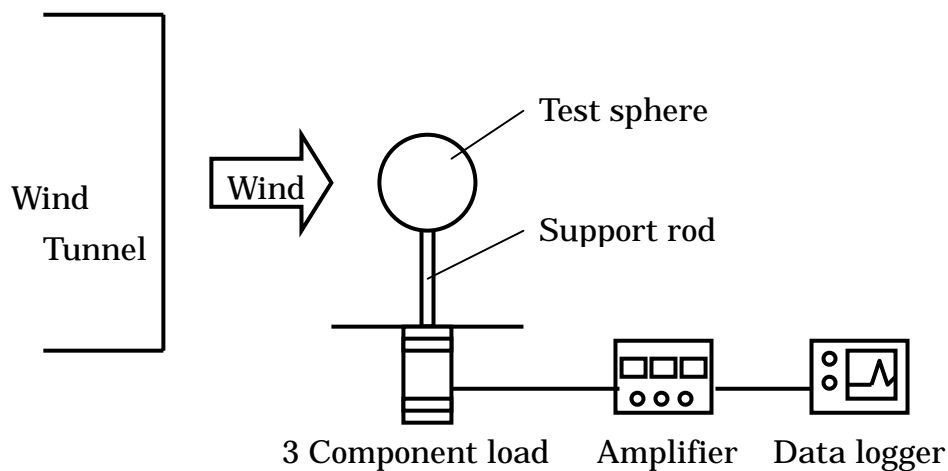 Test sphere
Wind
Wind
Tunnel
Support rod
3 Component load
Amplifier
Data logger